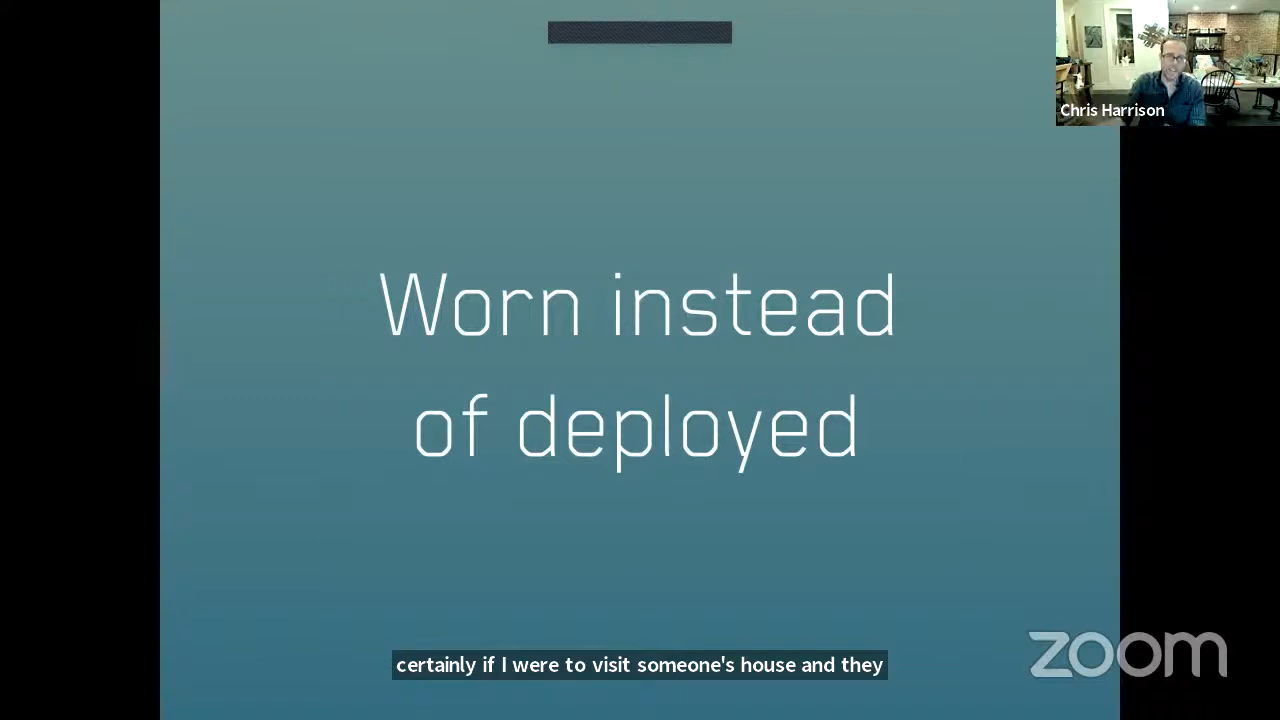 Chris Harrison
Worn instead
of deployed
certainly if I were to visit someone's house and they
zoom